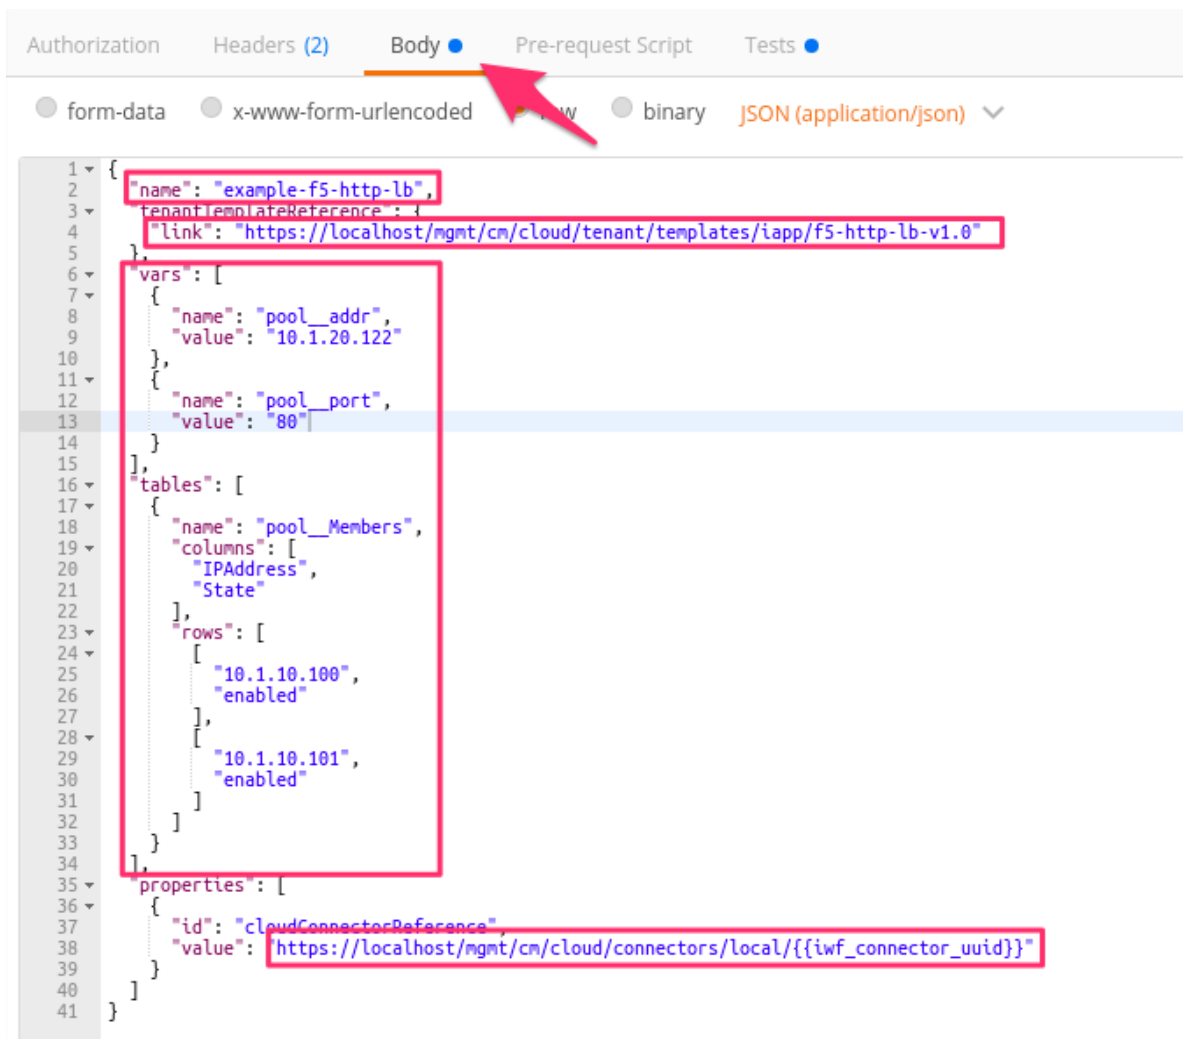 Authorization Headers (2) Body Pre-request Script Tests
form-data x-www-form-urlencoded binary JSON (application/json)
1 {
2 "name": "example-f5-http-lb",
3 "tenantTemplateReference": {
4 "link": "https://localhost/mgmt/cm/cloud/tenant/templates/iapp/f5-http-lb-v1.0"
5 },
6 "vars": [
7 {
8 "name": "pool__addr",
9 "value": "10.1.20.122"
10 },
11 {
12 "name": "pool__port",
13 "value": "80"
14 }
15 ],
16 "tables": [
17 {
18 "name": "pool__Members",
19 "columns": [
20 "IPAddress",
21 "State"
22 ],
23 "rows": [
24 [
25 "10.1.10.100",
26 "enabled"
27 ],
28 [
29 "10.1.10.101",
30 "enabled"
31 ]
32 ]
33 }
34 ],
35 "properties": [
36 {
37 "id": "cloudConnectorReference",
38 "value": "https://localhost/mgmt/cm/cloud/connectors/local/{{iwf_connector_uuid}}"
39 }
40 ]
41 }